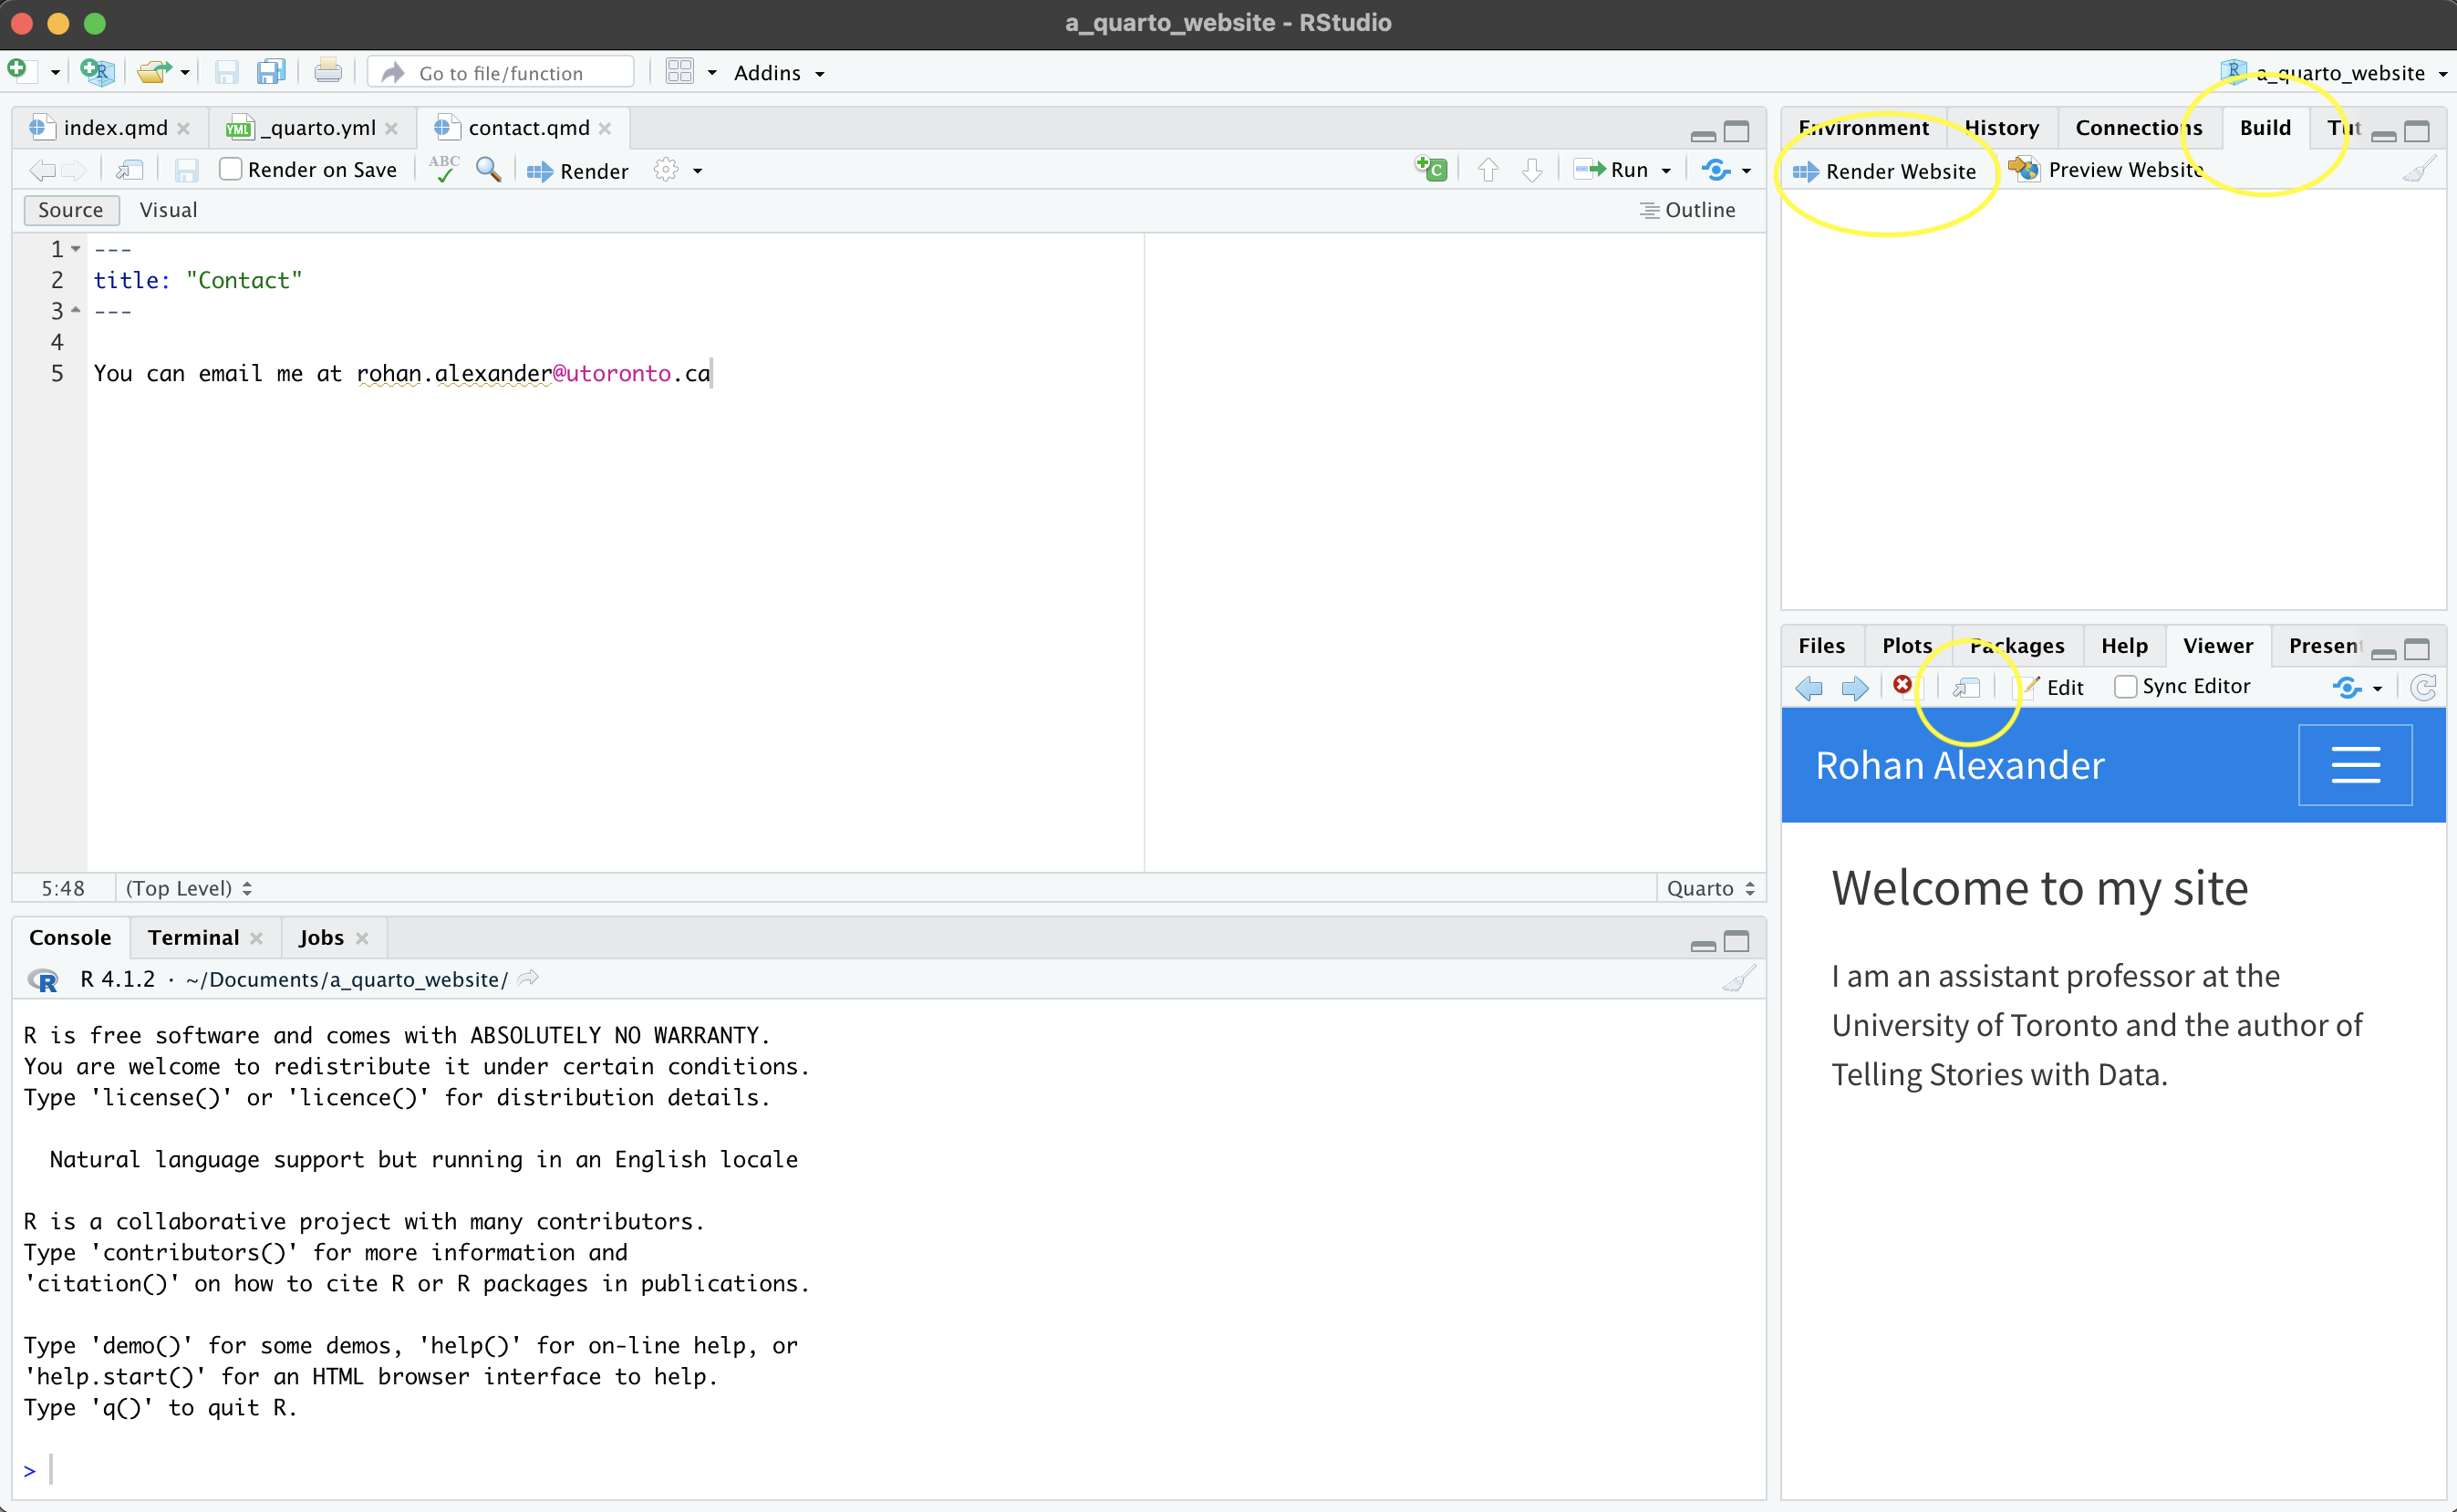 a_quarto_website - RStudio
Go to file/function
Addins
a_quarto_website
index.qmd
_quarto.yml
contact.qmd
Render on Save
ABC
Render
Run
Source
Visual
Outline
1 ---
2 title: "Contact"
3 ---
4
5 You can email me at rohan.alexander@utoronto.ca
5:48
(Top Level)
Quarto
Console
Terminal
Jobs
R 4.1.2 · ~/Documents/a_quarto_website/
R is free software and comes with ABSOLUTELY NO WARRANTY.
You are welcome to redistribute it under certain conditions.
Type 'license()' or 'licence()' for distribution details.
Natural language support but running in an English locale
R is a collaborative project with many contributors.
Type 'contributors()' for more information and
'citation()' on how to cite R or R packages in publications.
Type 'demo()' for some demos, 'help()' for on-line help, or
'help.start()' for an HTML browser interface to help.
Type 'q()' to quit R.
>
Environment
History
Connections
Build
Tut
Render Website
Preview Website
Files
Plots
Packages
Help
Viewer
Presen
Edit
Sync Editor
Rohan Alexander
Welcome to my site
I am an assistant professor at the
University of Toronto and the author of
Telling Stories with Data.